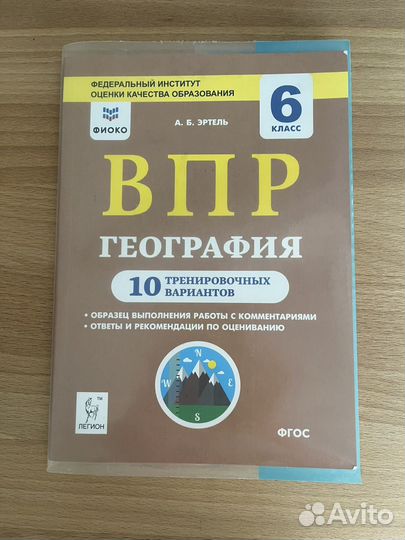 ФЕДЕРАЛЬНЫЙ ИНСТИТУТ
ОЦЕНКИ КАЧЕСТВА ОБРАЗОВАНИЯ
6
КЛАСС
ФИОКО
А. Б. ЭРТЕЛЬ
ВПР
ГЕОГРАФИЯ
10 ТРЕНИРОВОЧНЫХ
ВАРИАНТОВ
• ОБРАЗЕЦ ВЫПОЛНЕНИЯ РАБОТЫ С КОММЕНТАРИЯМИ
• ОТВЕТЫ И РЕКОМЕНДАЦИИ ПО ОЦЕНИВАНИЮ
N
W E
S
ЛЕГИОН ™
ФГОС
Avito